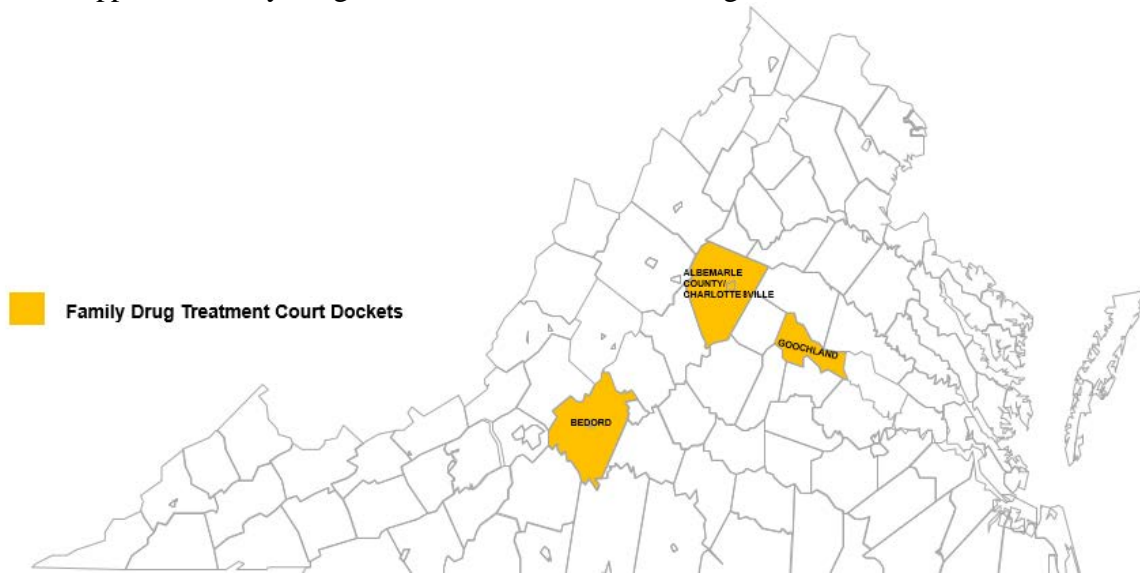 ALBEMARLE
COUNTY/
CHARLOTTESVILLE
Family Drug Treatment Court Dockets
GOOCHLAND
BEDORD